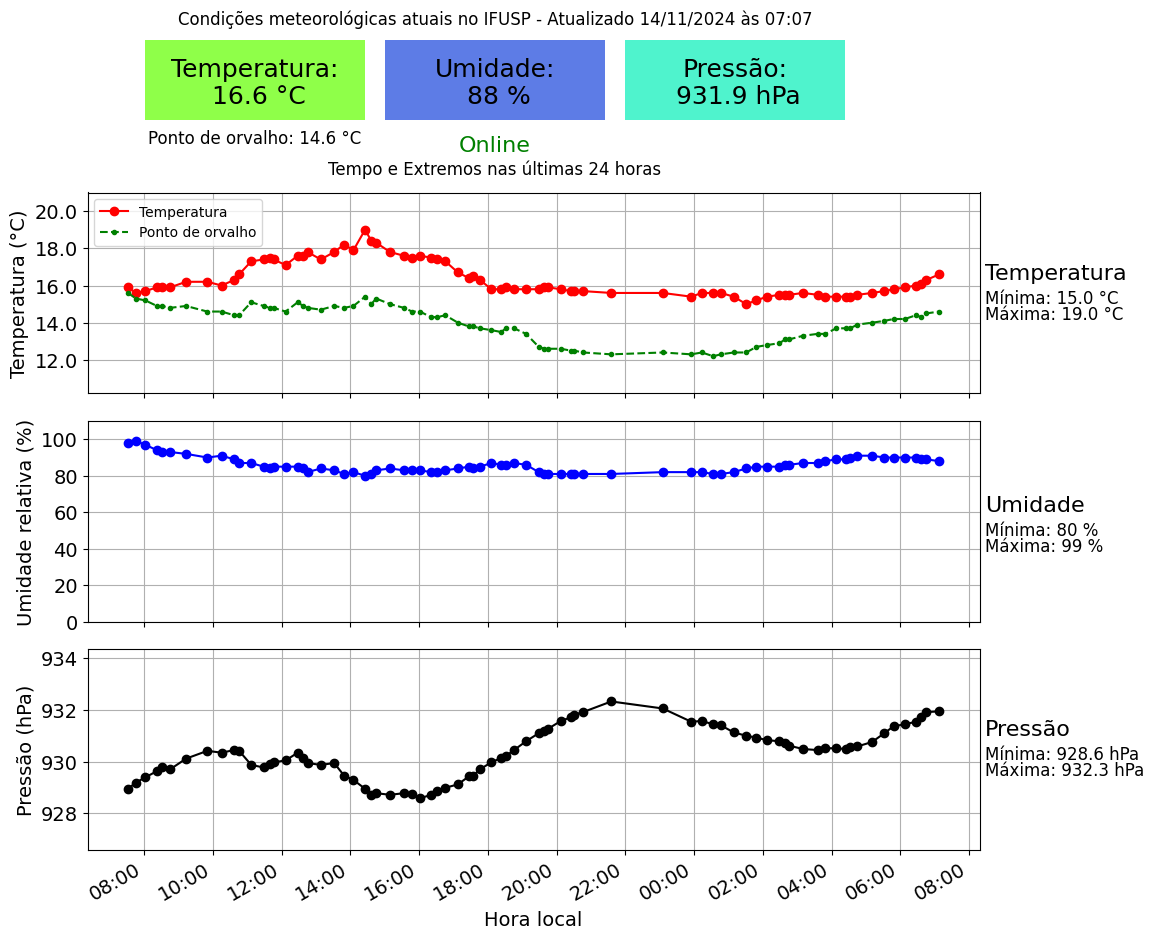 Condições meteorológicas atuais no IFUSP - Atualizado 14/11/2024 às 07:07
Temperatura:
16.6 °C
Umidade:
88 %
Pressão:
931.9 hPa
Ponto de orvalho: 14.6 °C
Online
Tempo e Extremos nas últimas 24 horas
Temperatura (°C)
20.0
18.0
16.0
14.0
12.0
Temperatura
Ponto de orvalho
Temperatura
Mínima: 15.0 °C
Máxima: 19.0 °C
Umidade relativa (%)
100
80
60
40
20
0
Umidade
Mínima: 80 %
Máxima: 99 %
Pressão (hPa)
934
932
930
928
Pressão
Mínima: 928.6 hPa
Máxima: 932.3 hPa
08:00 10:00 12:00 14:00 16:00 18:00 20:00 22:00 00:00 02:00 04:00 06:00 08:00
Hora local